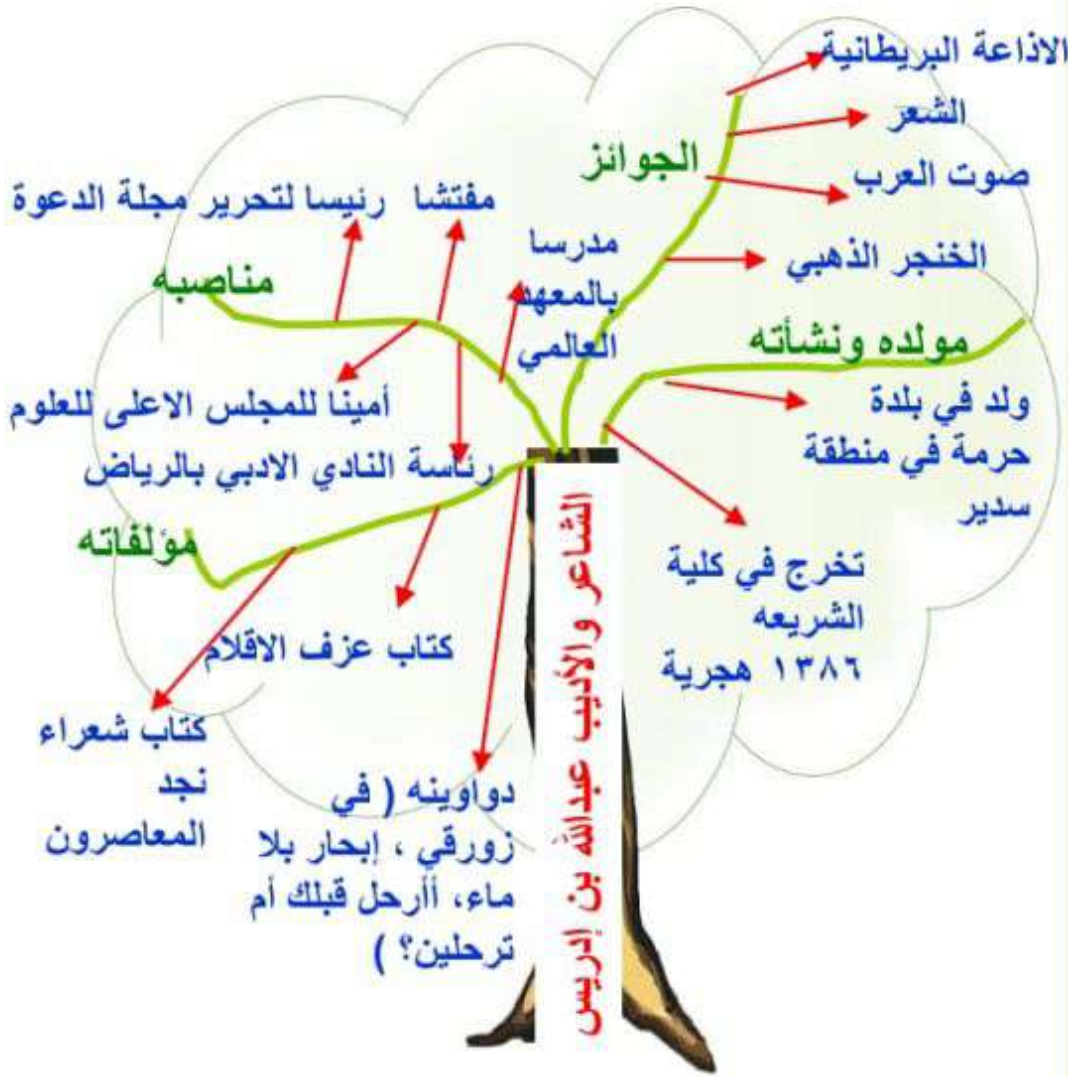 الاذاعة البريطانية
الشعر
صوت العرب
الخنجر الذهبي
الجوائز
مولده ونشأته
ولد في بلدة
حرمة في منطقة
سدير
تخرج في كلية
الشريعه
١٣٨٦ هجرية
مناصبه
مدرسا
بالمعهد
العالمي
مفتشا
رئيسا لتحرير مجلة الدعوة
أمينا للمجلس الاعلى للعلوم
رئاسة النادي الادبي بالرياض
مؤلفاته
كتاب عزف الاقلام
كتاب شعراء
نجد
المعاصرون
دواوينه ( في
زورقي ، إبحار بلا
ماء، أأرحل قبلك أم
ترحلين؟ )
الشاعر والأديب عبدالله بن إدريس